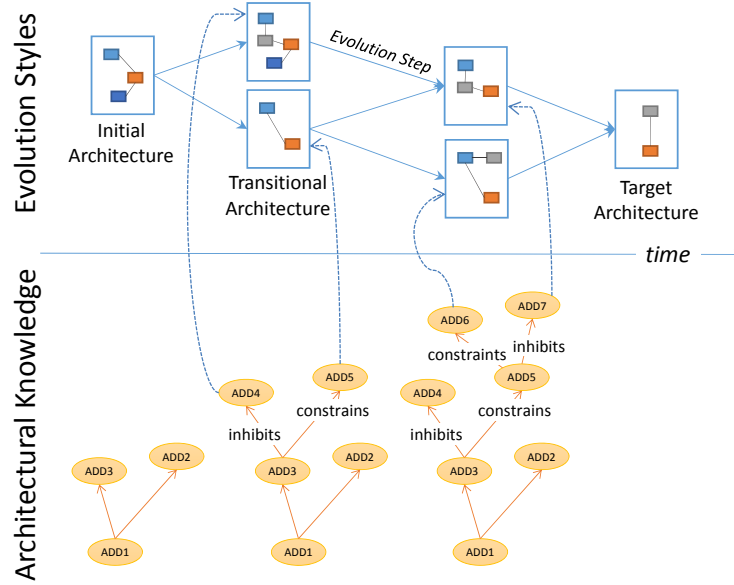 Evolution Styles
Evolution Step
Initial
Architecture
Transitional
Architecture
Target
Architecture
time
Architectural Knowledge
ADD7
ADD6
constraints
inhibits
ADD5
ADD5
ADD4
ADD4
constrains
constrains
inhibits
inhibits
ADD3
ADD2
ADD3
ADD2
ADD3
ADD2
ADD1
ADD1
ADD1